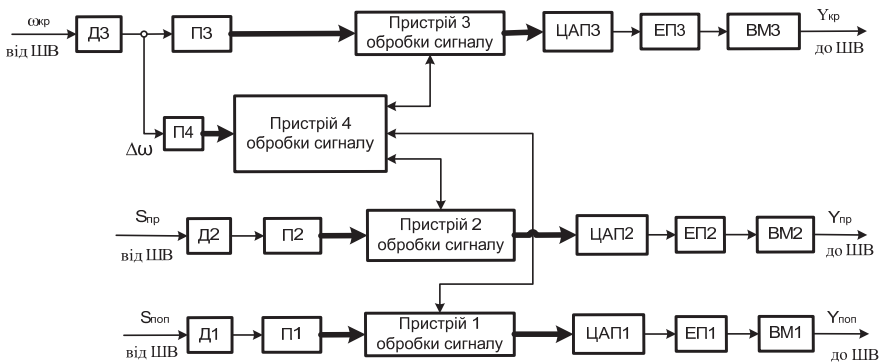 ωкр
від ШВ
Д3
П3
Пристрій 3
обробки сигналу
ЦАП3
ЕП3
ВМ3
Yкр
до ШВ
Δω
П4
Пристрій 4
обробки сигналу
Sпр
від ШВ
Д2
П2
Пристрій 2
обробки сигналу
ЦАП2
ЕП2
ВМ2
Yпр
до ШВ
Sпоп
від ШВ
Д1
П1
Пристрій 1
обробки сигналу
ЦАП1
ЕП1
ВМ1
Yпоп
до ШВ